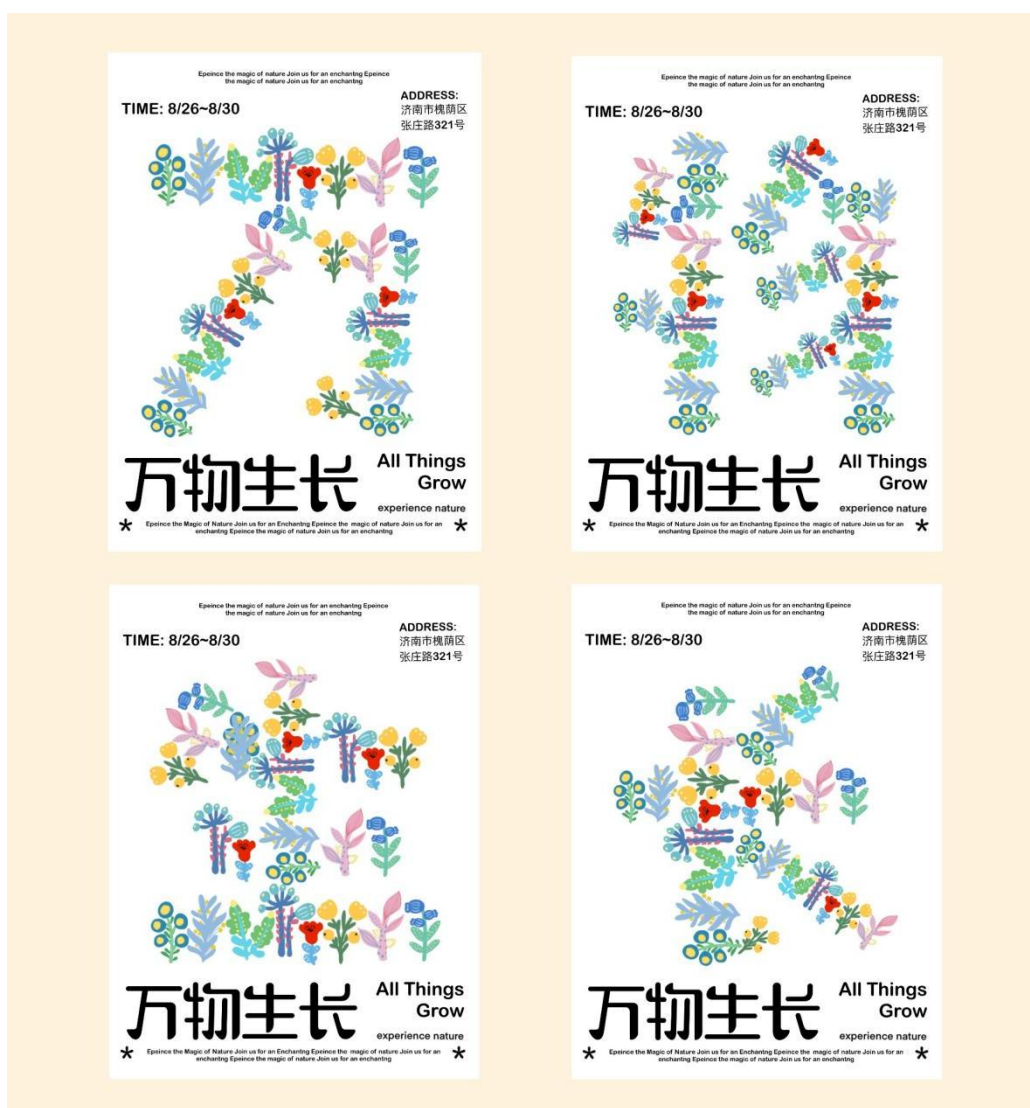 Epeince the magic of nature Join us for an enchantng Epeince
the magic of nature Join us for an enchantng
TIME: 8/26~8/30
ADDRESS:
济南市槐荫区
张庄路321号
万
万物生长
All Things
Grow
experience nature
* Epeince the Magic of Nature Join us for an Enchantng Epeince the magic of nature Join us for an *
enchantng Epeince the magic of nature Join us for an enchantng
Epeince the magic of nature Join us for an enchantng Epeince
the magic of nature Join us for an enchantng
TIME: 8/26~8/30
ADDRESS:
济南市槐荫区
张庄路321号
物
万物生长
All Things
Grow
experience nature
* Epeince the Magic of Nature Join us for an Enchantng Epeince the magic of nature Join us for an *
enchantng Epeince the magic of nature Join us for an enchantng
Epeince the magic of nature Join us for an enchantng Epeince
the magic of nature Join us for an enchantng
TIME: 8/26~8/30
ADDRESS:
济南市槐荫区
张庄路321号
生
万物生长
All Things
Grow
experience nature
* Epeince the Magic of Nature Join us for an Enchantng Epeince the magic of nature Join us for an *
enchantng Epeince the magic of nature Join us for an enchantng
Epeince the magic of nature Join us for an enchantng Epeince
the magic of nature Join us for an enchantng
TIME: 8/26~8/30
ADDRESS:
济南市槐荫区
张庄路321号
长
万物生长
All Things
Grow
experience nature
* Epeince the Magic of Nature Join us for an Enchantng Epeince the magic of nature Join us for an *
enchantng Epeince the magic of nature Join us for an enchantng